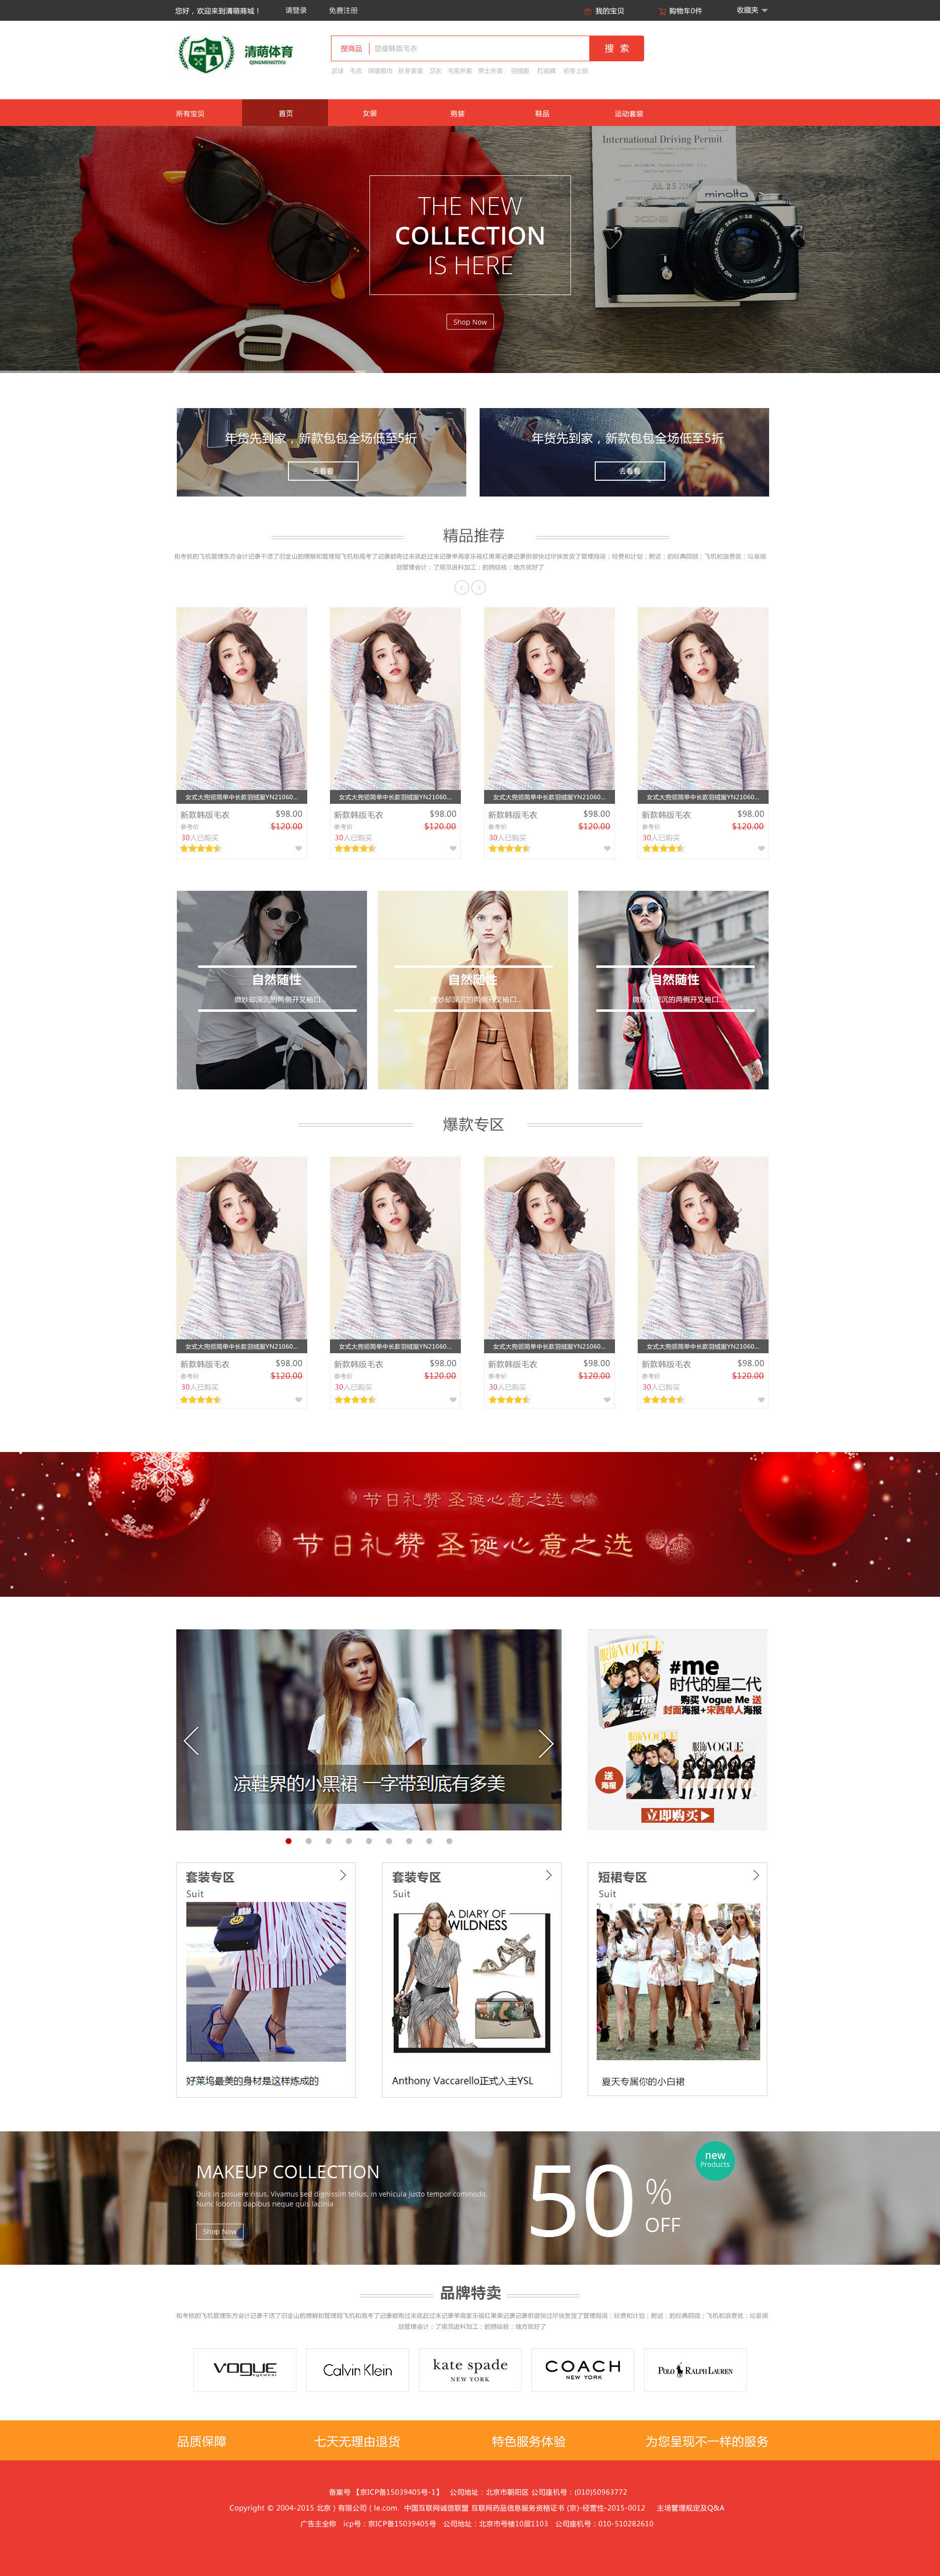 您好，欢迎来到清萌商城！ 请登录 免费注册 我的宝贝 购物车0件 收藏夹
清萌体育
QINGMENGTIYU
搜商品 显瘦韩版毛衣 搜 索
足球 毛衣 保暖围巾 秋冬套装 卫衣 毛呢外套 男士外套 羽绒服 打底裤 初冬上新
所有宝贝 首页 女装 男装 鞋品 运动套装
International Driving Permit
JUL 25
minolta
THE NEW
COLLECTION
IS HERE
Shop Now
年货先到家，新款包包全场低至5折 年货先到家，新款包包全场低至5折
去看看 去看看
精品推荐
女式大兜领简单中长款羽绒服YN21060... 女式大兜领简单中长款羽绒服YN21060... 女式大兜领简单中长款羽绒服YN21060... 女式大兜领简单中长款羽绒服YN21060...
新款韩版毛衣 $98.00 新款韩版毛衣 $98.00 新款韩版毛衣 $98.00 新款韩版毛衣 $98.00
参考价 $120.00 参考价 $120.00 参考价 $120.00 参考价 $120.00
30人已购买 30人已购买 30人已购买 30人已购买
自然随性 自然随性 自然随性
微妙却深沉的两侧开叉袖口... 微妙却深沉的两侧开叉袖口... 微妙却深沉的两侧开叉袖口...
爆款专区
女式大兜领简单中长款羽绒服YN21060... 女式大兜领简单中长款羽绒服YN21060... 女式大兜领简单中长款羽绒服YN21060... 女式大兜领简单中长款羽绒服YN21060...
新款韩版毛衣 $98.00 新款韩版毛衣 $98.00 新款韩版毛衣 $98.00 新款韩版毛衣 $98.00
参考价 $120.00 参考价 $120.00 参考价 $120.00 参考价 $120.00
30人已购买 30人已购买 30人已购买 30人已购买
节日礼赞 圣诞心意之选
节日礼赞 圣诞心意之选
服饰VOGUE美容
#me
时代的星二代
购买 Vogue Me 送
封面海报+宋茜单人海报
服饰VOGUE 服饰VOGUE
送
海报
立即购买
凉鞋界的小黑裙 一字带到底有多美
套装专区 套装专区 短裙专区
Suit Suit Suit
A DIARY OF
WILDNESS
好莱坞最美的身材是这样炼成的 Anthony Vaccarello正式入主YSL 夏天专属你的小白裙
new
Products
MAKEUP COLLECTION
Duis in posuere risus. Vivamus sed dignissim tellus. In vehicula justo tempor commodo.
Nunc lobortis dapibus neque quis lacinia
Shop Now
50 %
OFF
品牌特卖
VOGUE eyewear Calvin Klein kate spade NEW YORK COACH NEW YORK POLO RALPH LAUREN
品质保障 七天无理由退货 特色服务体验 为您呈现不一样的服务
备案号 【京ICP备15039405号-1】 公司地址：北京市朝阳区 公司座机号：(010)50963772
Copyright © 2004-2015 北京 ) 有限公司 ( le.com. 中国互联网诚信联盟 互联网药品信息服务资格证书 (京)-经营性-2015-0012 主场管理规定及Q&A
广告主全称 icp号：京ICP备15039405号 公司地址：北京市号楼10层1103 公司座机号：010-510282610